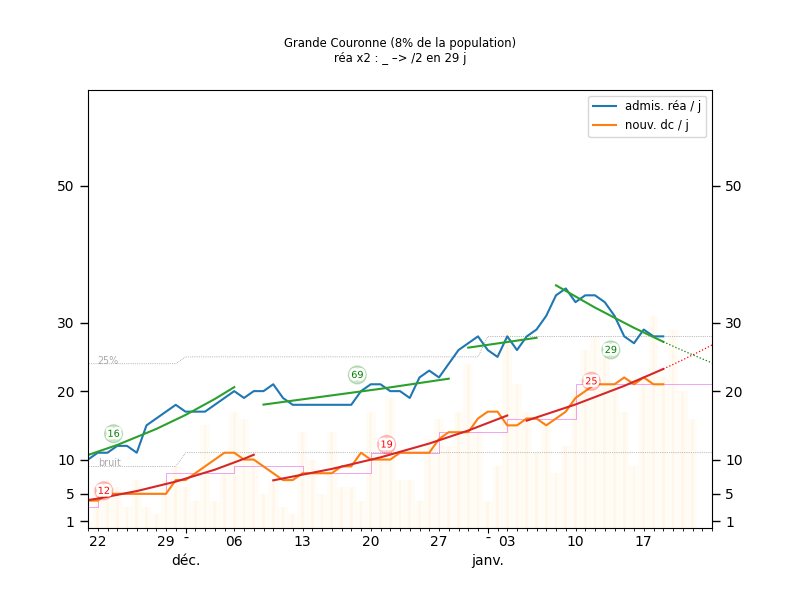 Grande Couronne (8% de la population)
réa x2 : _ –> /2 en 29 j
admis. réa / j
nouv. dc / j
50 50
30 30
25%
29
69
25
20 20
16
19
10 10
bruit
12
5 5
1 1
22 29 - 06 13 20 27 - 03 10 17
déc. janv.